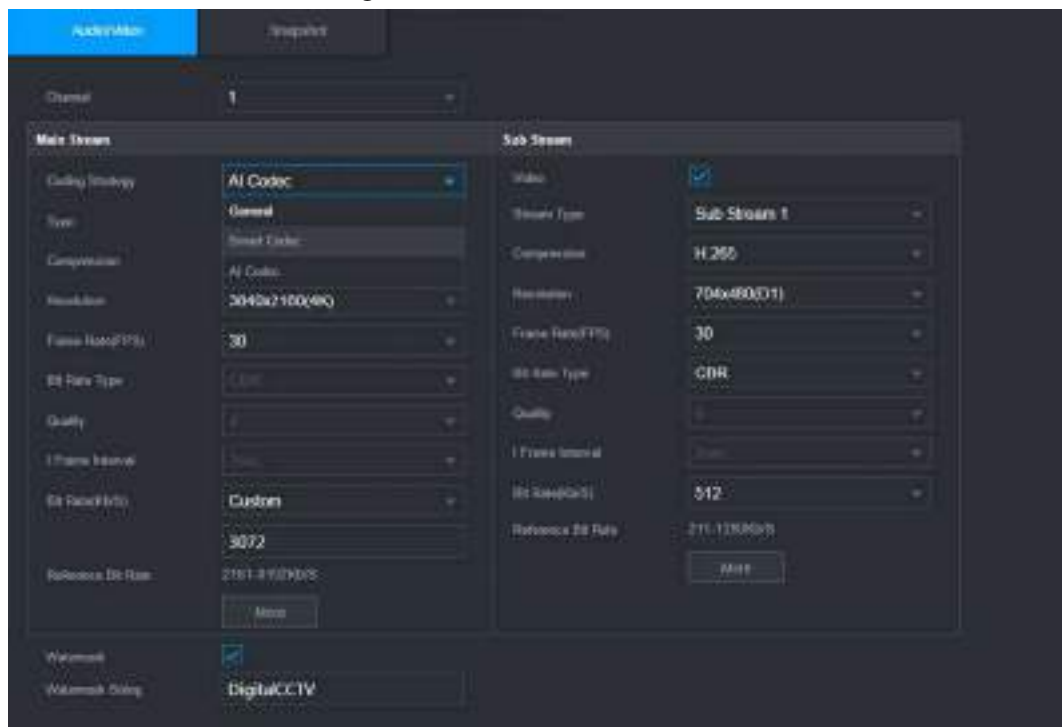 Audio/Video Snapshot
Channel 1
Main Stream
Coding Strategy AI Codec
General
Smart Codec
AI Codec
Type
Compression
Resolution 3840x2160(4K)
Frame Rate(FPS) 30
Bit Rate Type CBR
Quality
I Frame Interval
Bit Rate(Kb/S) Custom
3072
Reference Bit Rate
More
Sub Stream
Video
Stream Type Sub Stream 1
Compression H.265
Resolution 704x480(D1)
Frame Rate(FPS) 30
Bit Rate Type CBR
Quality
I Frame Interval
Bit Rate(Kb/S) 512
Reference Bit Rate
More
Watermark
Watermark String DigitalCCTV